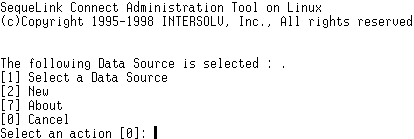 SequeLink Connect Administration Tool on Linux
(c)Copyright 1995-1998 INTERSOLV, Inc., All rights reserved
The following Data Source is selected : .
[1] Select a Data Source
[2] New
[7] About
[0] Cancel
Select an action [0]: